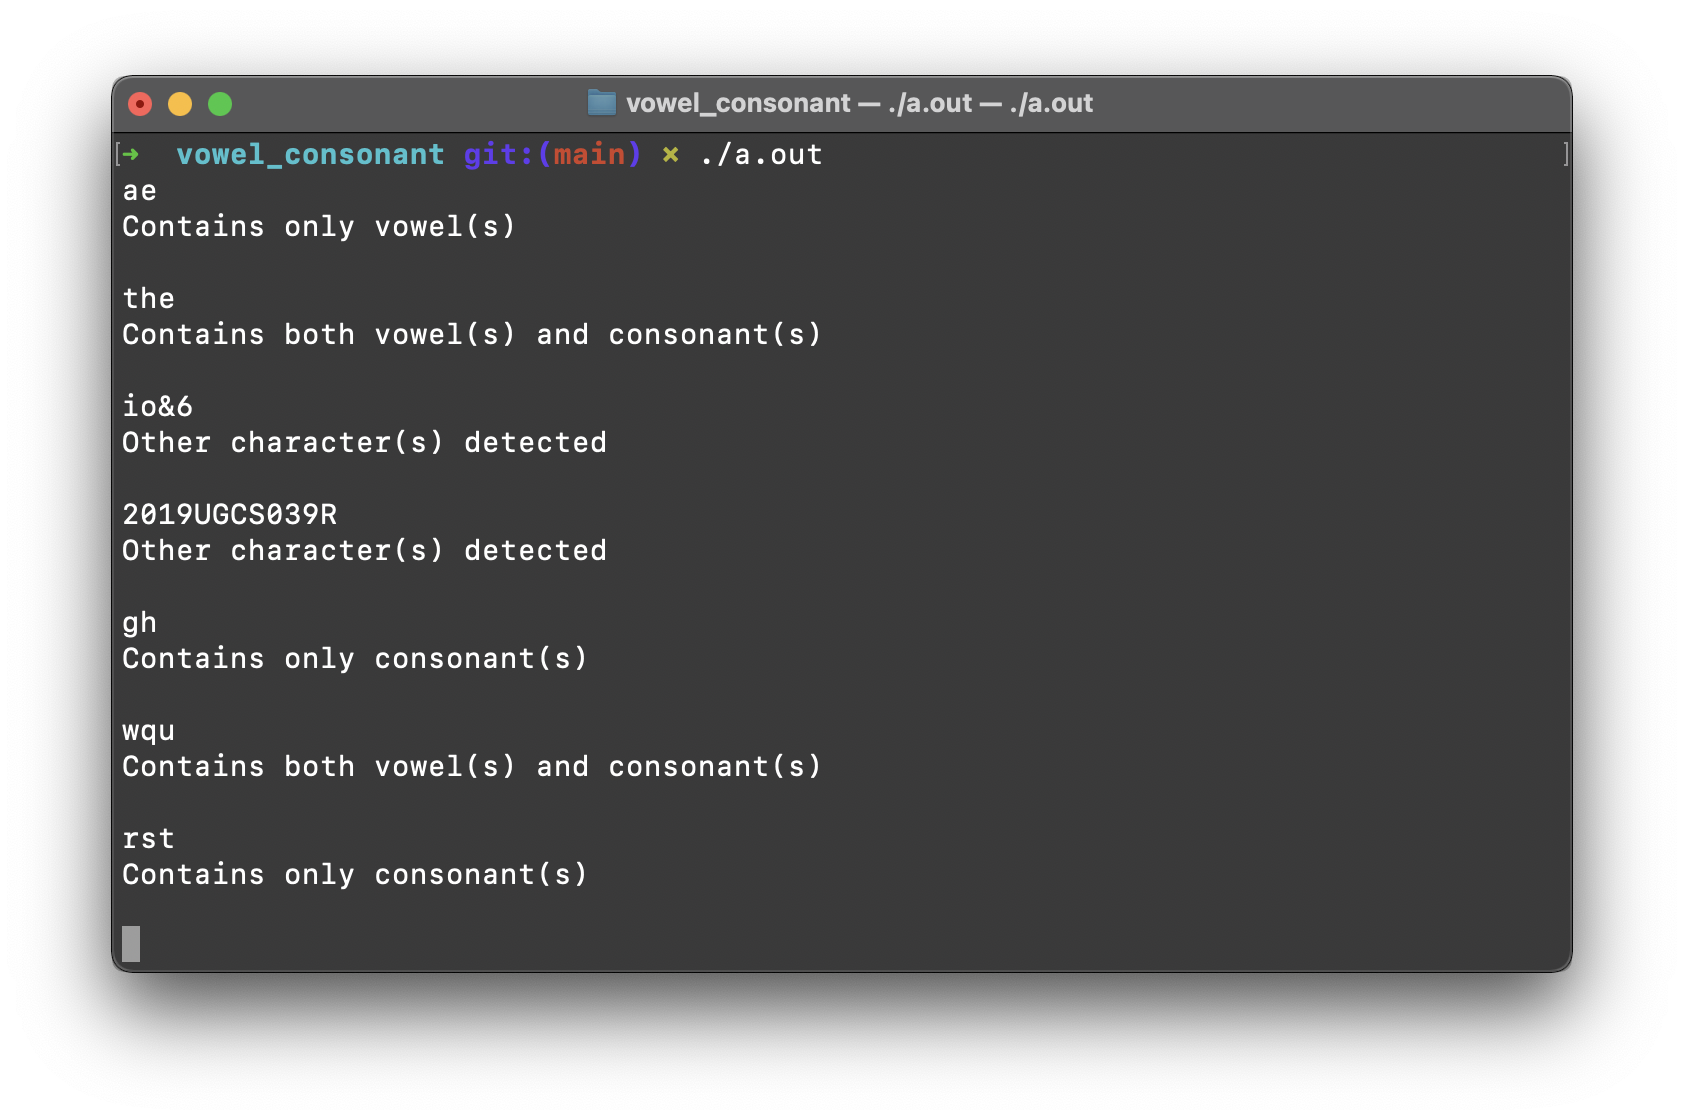 vowel_consonant — ./a.out — ./a.out
[➜ vowel_consonant git:(main) ✗ ./a.out ]
ae
Contains only vowel(s)
the
Contains both vowel(s) and consonant(s)
io&6
Other character(s) detected
2019UGCS039R
Other character(s) detected
gh
Contains only consonant(s)
wqu
Contains both vowel(s) and consonant(s)
rst
Contains only consonant(s)